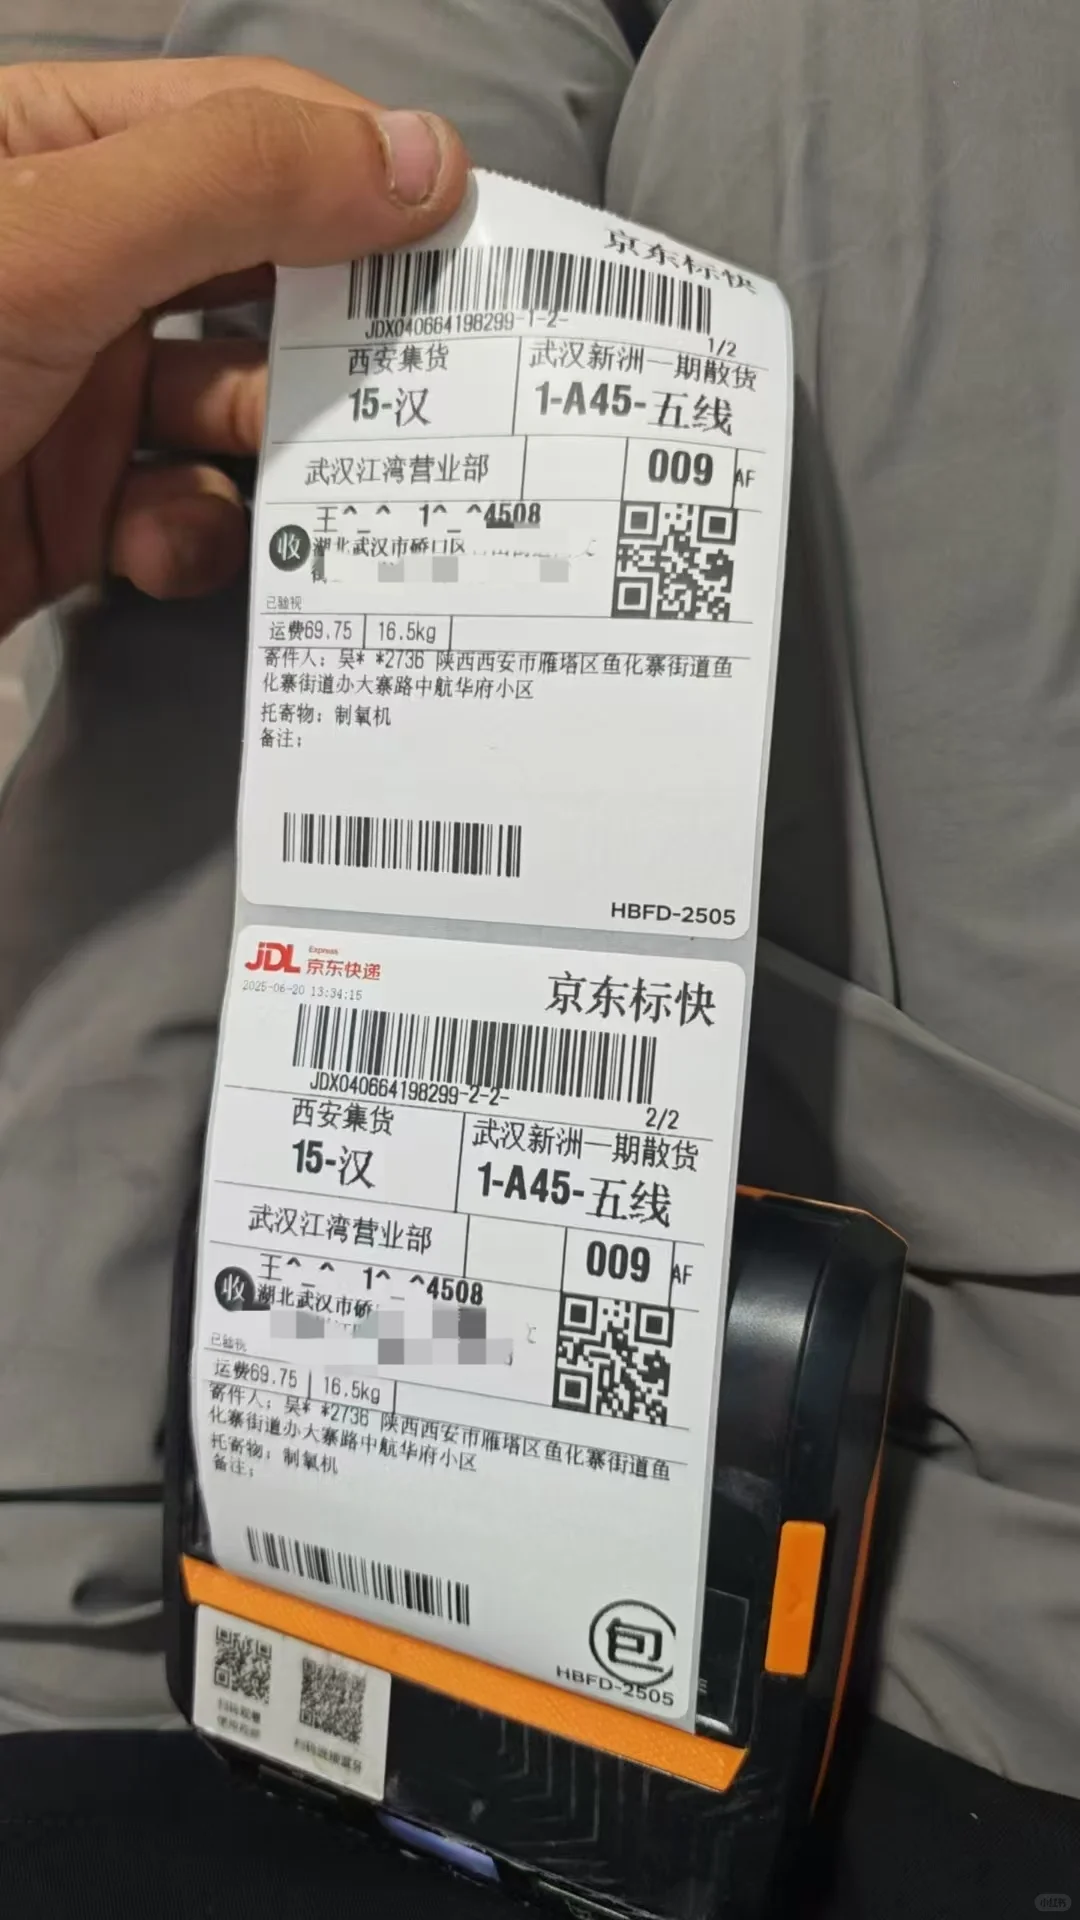 京东标快
JDX040664198299-1-2-
1/2
西安集货
武汉新洲一期散货
15-汉
1-A45-五线
武汉江湾营业部
009
AF
王^_^ 1^_^4508
收
湖北武汉市硚口区
已验视
运费69.75
16.5kg
寄件人：吴* *2736 陕西西安市雁塔区鱼化寨街道鱼
化寨街道办大寨路中航华府小区
托寄物：制氧机
备注：
HBFD-2505
JDL Express 京东快递
2025-06-20 13:34:15
京东标快
JDX040664198299-2-2-
2/2
西安集货
武汉新洲一期散货
15-汉
1-A45-五线
武汉江湾营业部
009
AF
王^_^ 1^_^4508
收
湖北武汉市硚
已验视
运费69.75
16.5kg
寄件人：吴* *2736 陕西西安市雁塔区鱼化寨街道鱼
化寨街道办大寨路中航华府小区
托寄物：制氧机
备注：
包
HBFD-2505
小红书